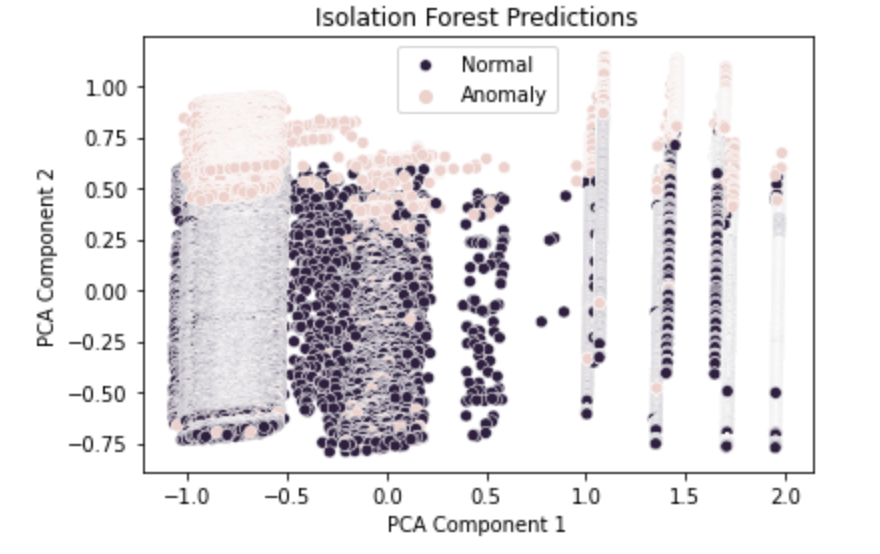 Isolation Forest Predictions
Normal
Anomaly
1.00
0.75
0.50
0.25
0.00
−0.25
−0.50
−0.75
PCA Component 2
−1.0 −0.5 0.0 0.5 1.0 1.5 2.0
PCA Component 1